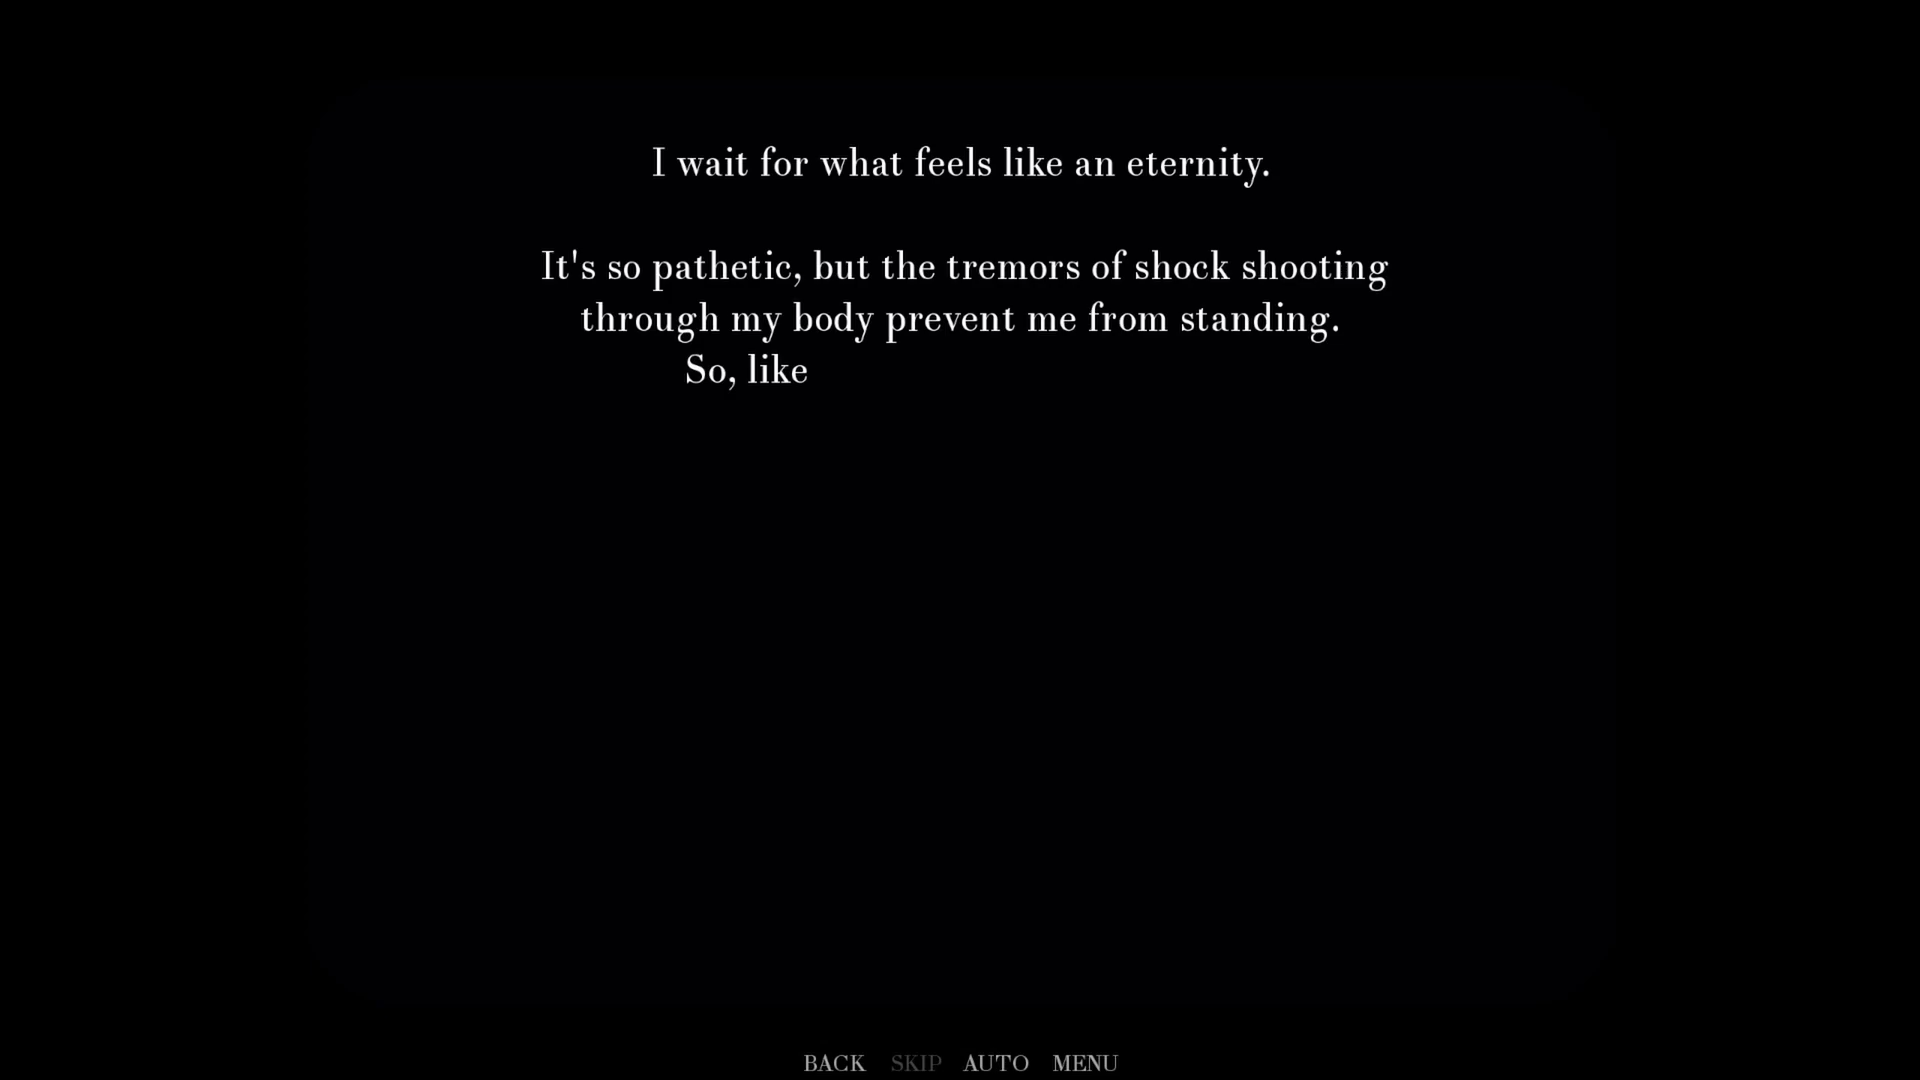 I wait for what feels like an eternity.
It's so pathetic, but the tremors of shock shooting
through my body prevent me from standing.
So, like
BACK SKIP AUTO MENU